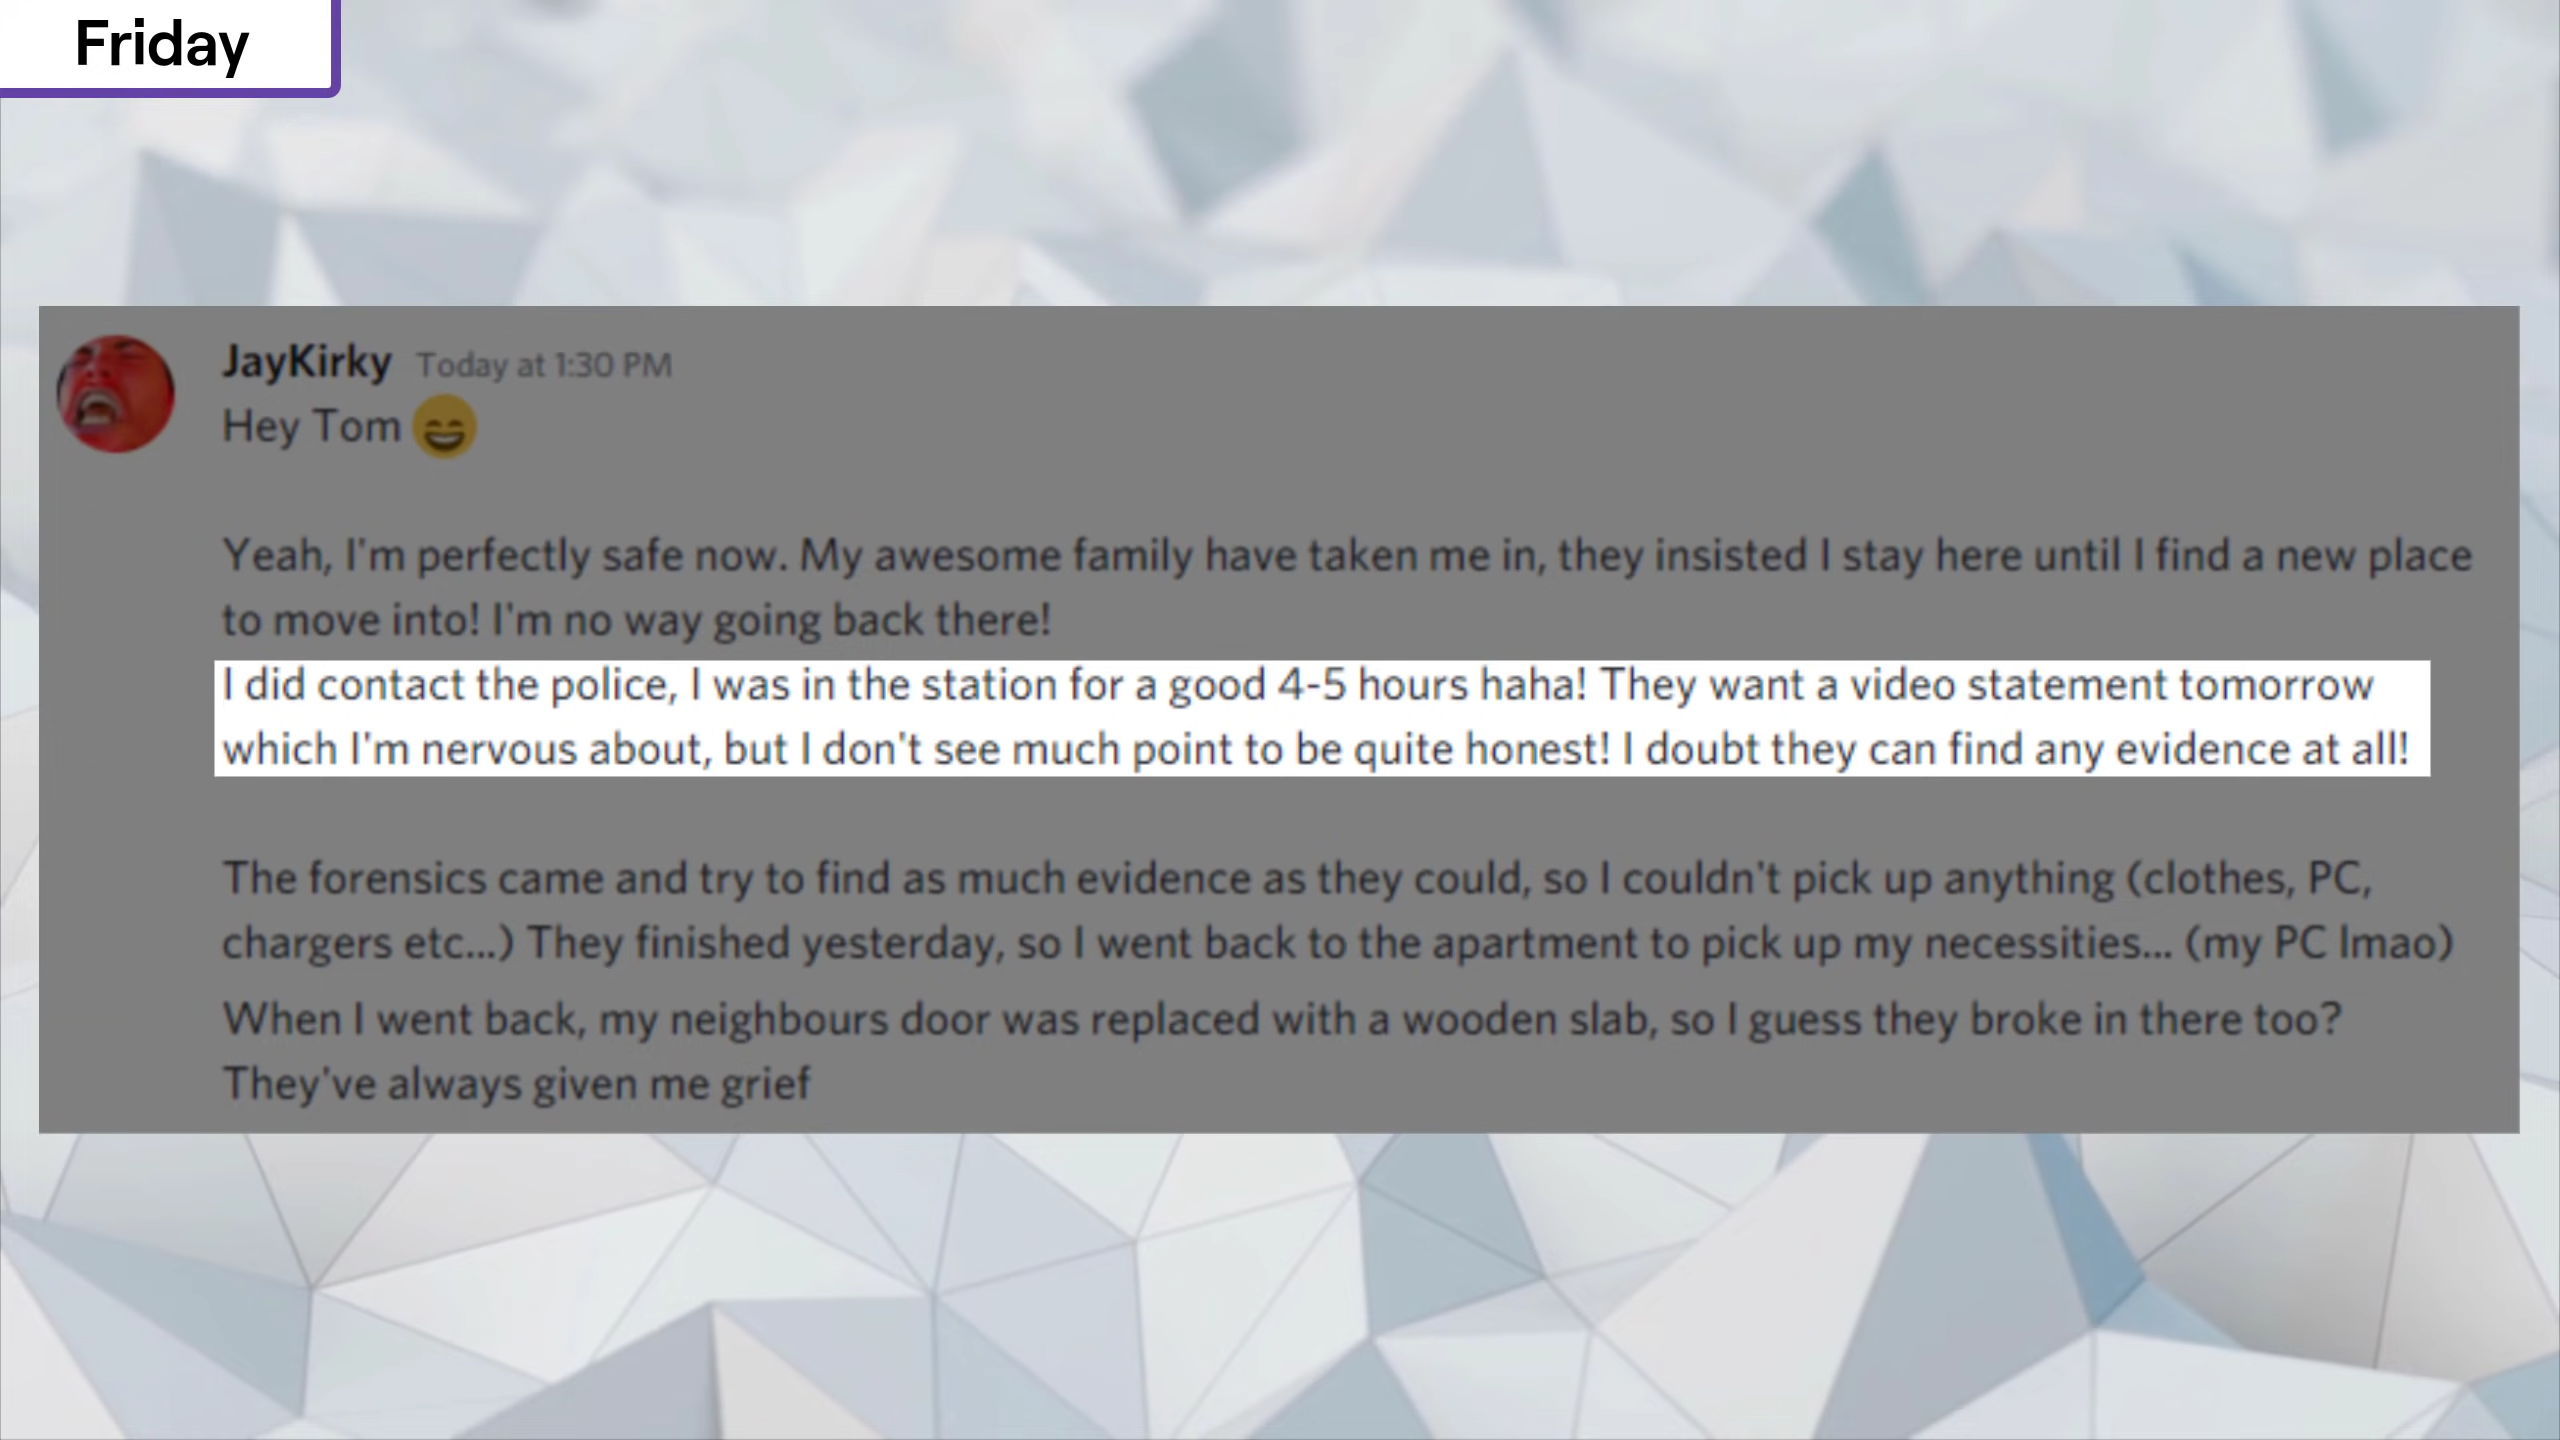 Friday
JayKirky Today at 1:30 PM
Hey Tom 😄
Yeah, I'm perfectly safe now. My awesome family have taken me in, they insisted I stay here until I find a new place
to move into! I'm no way going back there!
I did contact the police, I was in the station for a good 4-5 hours haha! They want a video statement tomorrow
which I'm nervous about, but I don't see much point to be quite honest! I doubt they can find any evidence at all!
The forensics came and try to find as much evidence as they could, so I couldn't pick up anything (clothes, PC,
chargers etc...) They finished yesterday, so I went back to the apartment to pick up my necessities... (my PC lmao)
When I went back, my neighbours door was replaced with a wooden slab, so I guess they broke in there too?
They've always given me grief